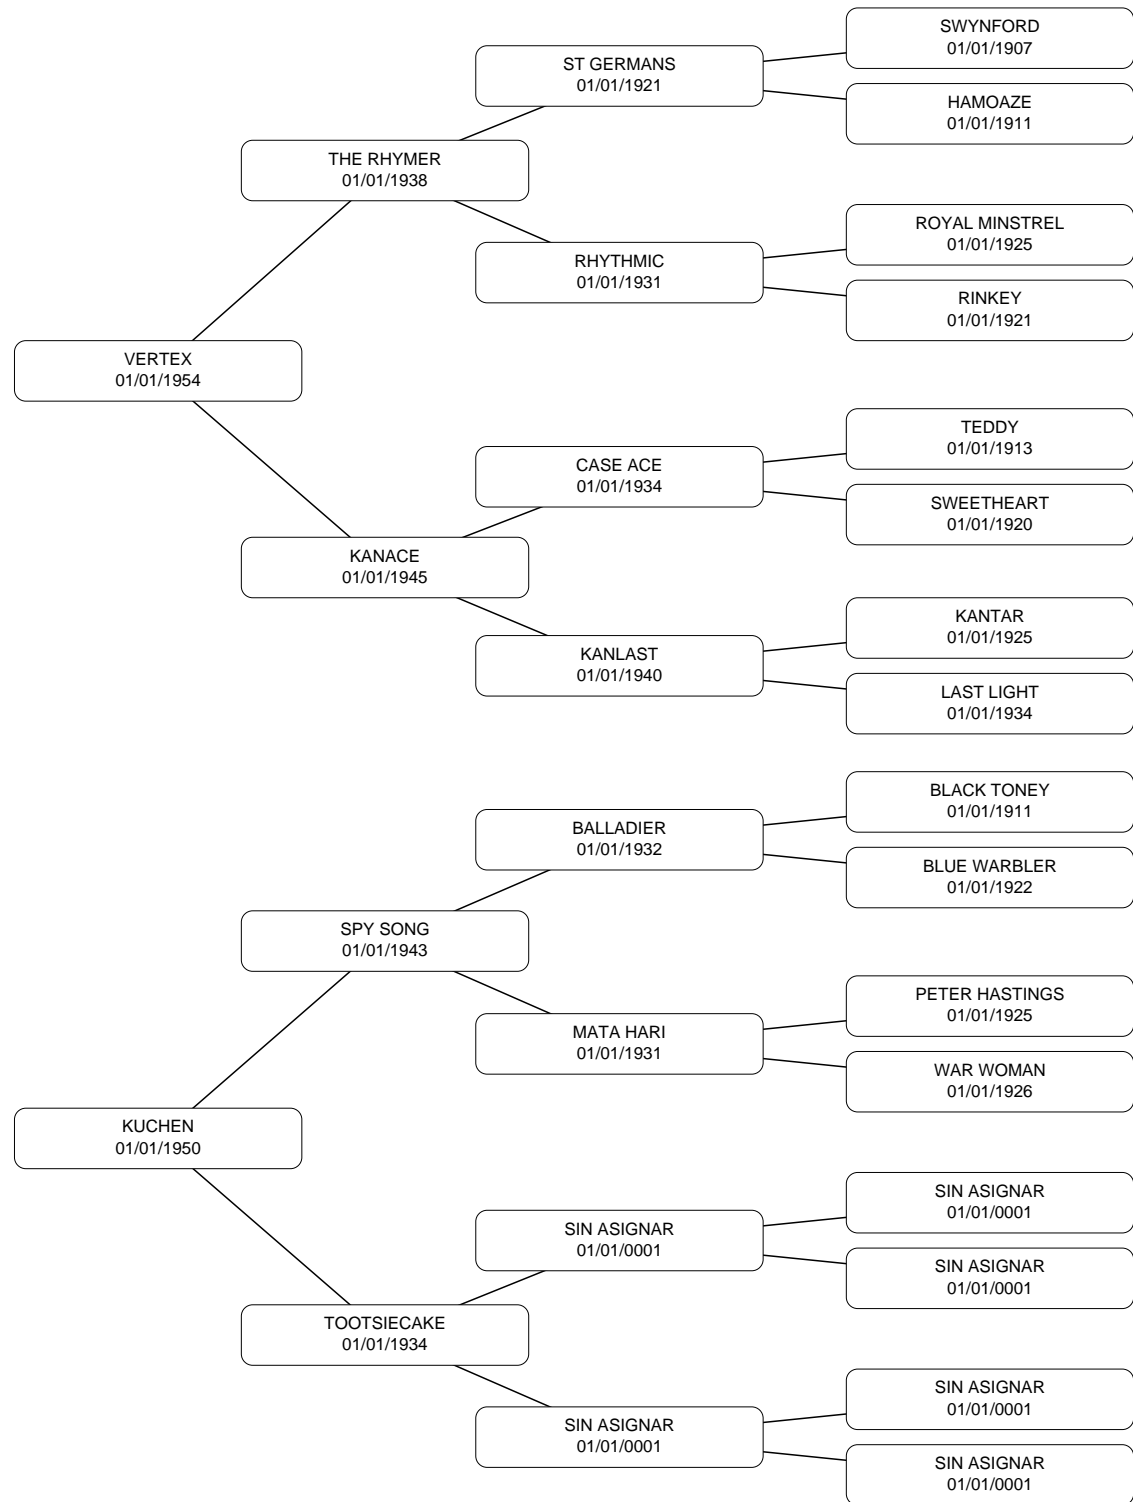 SWYNFORD
01/01/1907
ST GERMANS
01/01/1921
HAMOAZE
01/01/1911
THE RHYMER
01/01/1938
ROYAL MINSTREL
01/01/1925
RHYTHMIC
01/01/1931
RINKEY
01/01/1921
VERTEX
01/01/1954
TEDDY
01/01/1913
CASE ACE
01/01/1934
SWEETHEART
01/01/1920
KANACE
01/01/1945
KANTAR
01/01/1925
KANLAST
01/01/1940
LAST LIGHT
01/01/1934
BLACK TONEY
01/01/1911
BALLADIER
01/01/1932
BLUE WARBLER
01/01/1922
SPY SONG
01/01/1943
PETER HASTINGS
01/01/1925
MATA HARI
01/01/1931
WAR WOMAN
01/01/1926
KUCHEN
01/01/1950
SIN ASIGNAR
01/01/0001
SIN ASIGNAR
01/01/0001
SIN ASIGNAR
01/01/0001
TOOTSIECAKE
01/01/1934
SIN ASIGNAR
01/01/0001
SIN ASIGNAR
01/01/0001
SIN ASIGNAR
01/01/0001